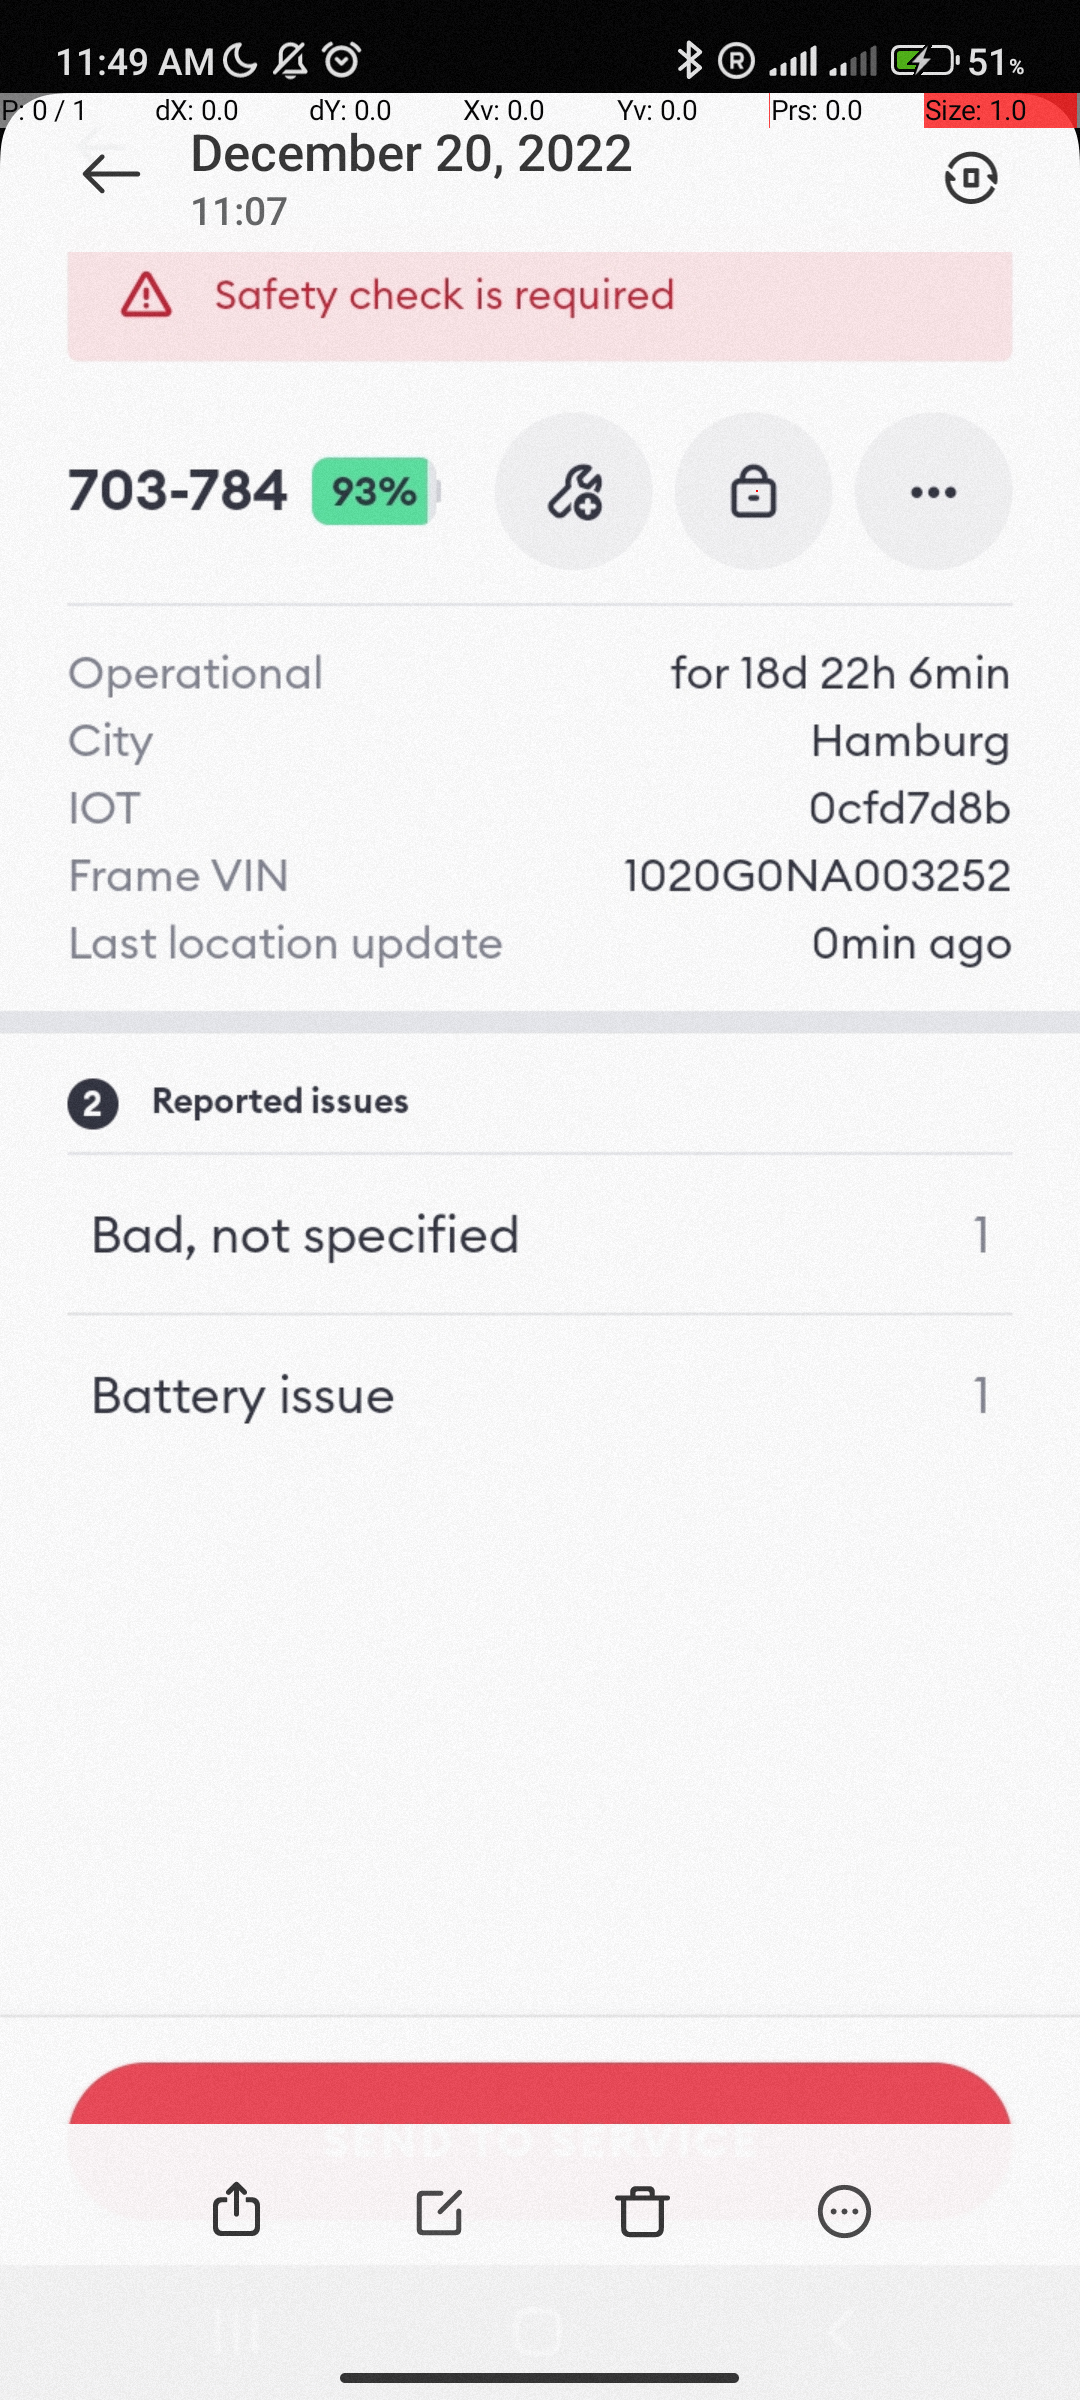 11:49 AM 51%
P: 0 / 1 dX: 0.0 dY: 0.0 Xv: 0.0 Yv: 0.0 Prs: 0.0 Size: 1.0
December 20, 2022
11:07
Safety check is required
703-784 93%
Operational for 18d 22h 6min
City Hamburg
IOT 0cfd7d8b
Frame VIN 1020G0NA003252
Last location update 0min ago
2 Reported issues
Bad, not specified 1
Battery issue 1
SEND TO SERVICE